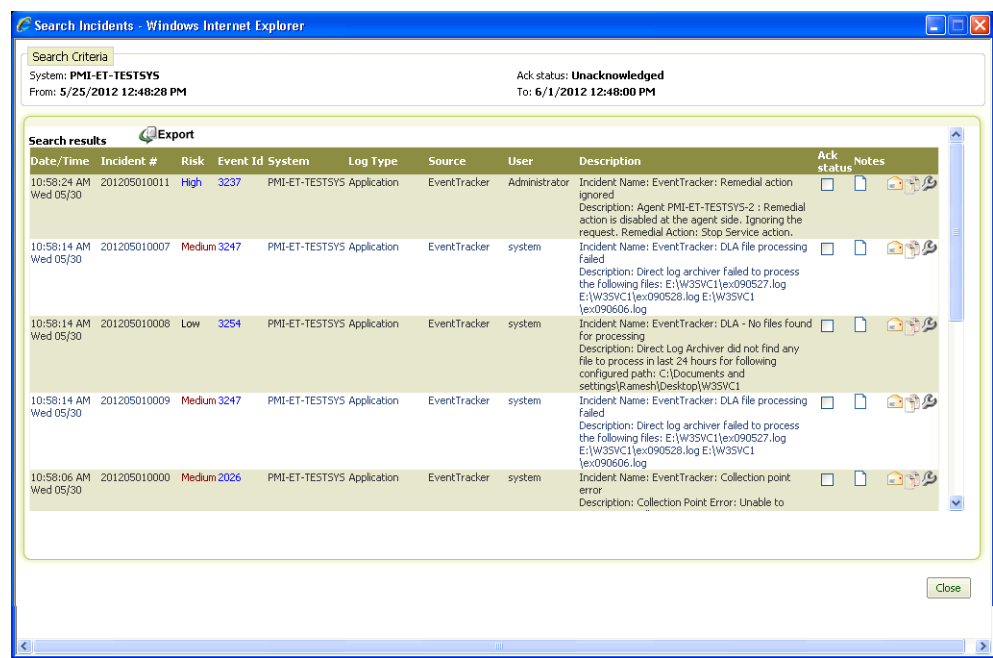 Search Incidents - Windows Internet Explorer
Search Criteria
System: PMI-ET-TESTSYS Ack status: Unacknowledged
From: 5/25/2012 12:48:28 PM To: 6/1/2012 12:48:00 PM
Search results Export
Date/Time Incident # Risk Event Id System Log Type Source User Description Ack status Notes
10:58:24 AM 201205010011 High 3237 PMI-ET-TESTSYS Application EventTracker Administrator Incident Name: EventTracker: Remedial action
Wed 05/30 ignored
Description: Agent PMI-ET-TESTSYS-2 : Remedial
action is disabled at the agent side. Ignoring the
request. Remedial Action: Stop Service action.
10:58:14 AM 201205010007 Medium 3247 PMI-ET-TESTSYS Application EventTracker system Incident Name: EventTracker: DLA file processing
Wed 05/30 failed
Description: Direct log archiver failed to process
the following files: E:\W3SVC1\ex090527.log
E:\W3SVC1\ex090528.log E:\W3SVC1
\ex090606.log
10:58:14 AM 201205010008 Low 3254 PMI-ET-TESTSYS Application EventTracker system Incident Name: EventTracker: DLA - No files found
Wed 05/30 for processing
Description: Direct Log Archiver did not find any
file to process in last 24 hours for following
configured path: C:\Documents and
settings\Ramesh\Desktop\W3SVC1
10:58:14 AM 201205010009 Medium 3247 PMI-ET-TESTSYS Application EventTracker system Incident Name: EventTracker: DLA file processing
Wed 05/30 failed
Description: Direct log archiver failed to process
the following files: E:\W3SVC1\ex090527.log
E:\W3SVC1\ex090528.log E:\W3SVC1
\ex090606.log
10:58:06 AM 201205010000 Medium 2026 PMI-ET-TESTSYS Application EventTracker system Incident Name: EventTracker: Collection point
Wed 05/30 error
Description: Collection Point Error: Unable to
Close